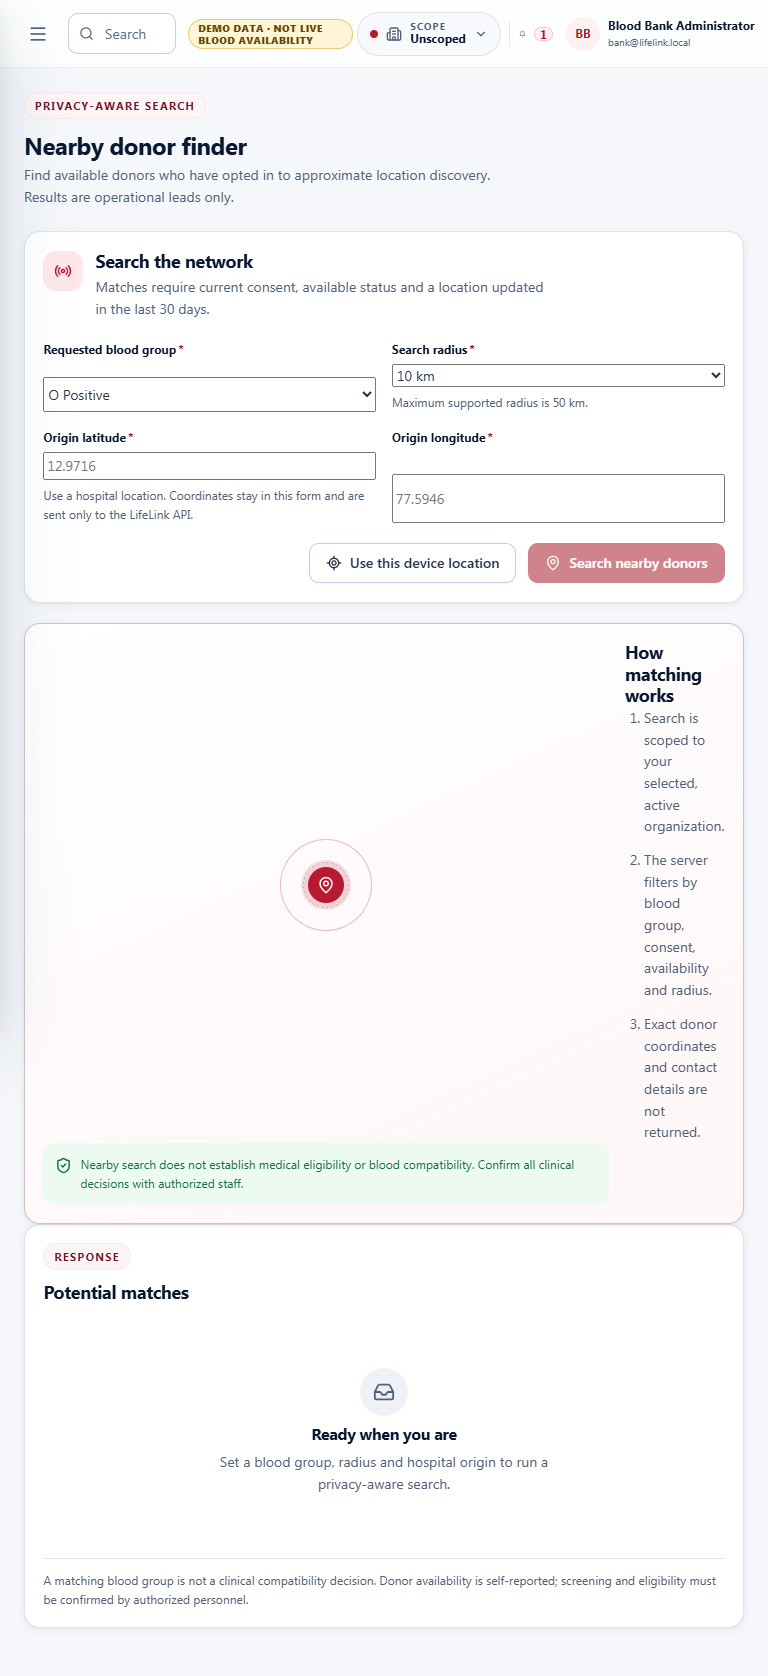 Search
DEMO DATA · NOT LIVE
BLOOD AVAILABILITY
SCOPE
Unscoped
1
BB
Blood Bank Administrator
bank@lifelink.local
PRIVACY-AWARE SEARCH
Nearby donor finder
Find available donors who have opted in to approximate location discovery.
Results are operational leads only.
Search the network
Matches require current consent, available status and a location updated
in the last 30 days.
Requested blood group *
O Positive
Search radius *
10 km
Maximum supported radius is 50 km.
Origin latitude *
12.9716
Use a hospital location. Coordinates stay in this form and are
sent only to the LifeLink API.
Origin longitude *
77.5946
Use this device location
Search nearby donors
How
matching
works
1. Search is
scoped to
your
selected,
active
organization.
2. The server
filters by
blood
group,
consent,
availability
and radius.
3. Exact donor
coordinates
and contact
details are
not
returned.
Nearby search does not establish medical eligibility or blood compatibility. Confirm all clinical
decisions with authorized staff.
RESPONSE
Potential matches
Ready when you are
Set a blood group, radius and hospital origin to run a
privacy-aware search.
A matching blood group is not a clinical compatibility decision. Donor availability is self-reported; screening and eligibility must
be confirmed by authorized personnel.